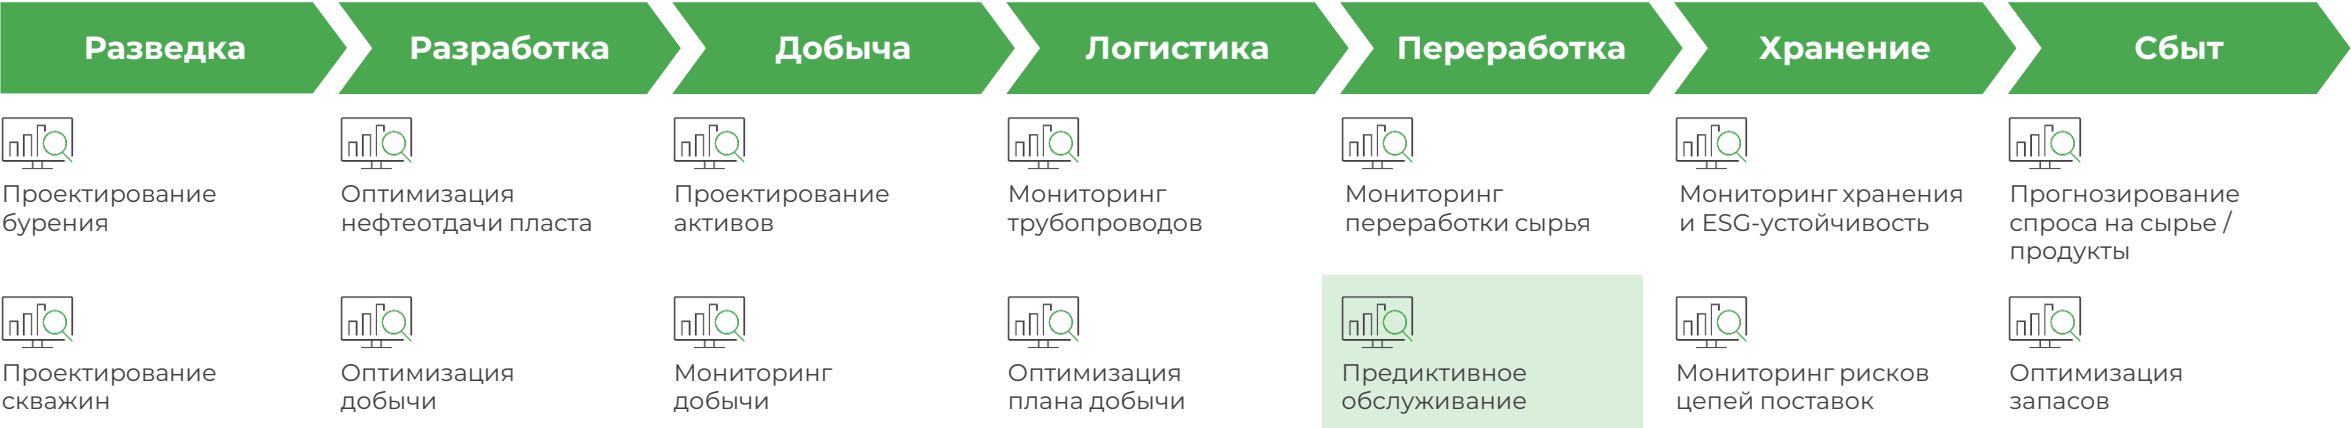 Разведка
Разработка
Добыча
Логистика
Переработка
Хранение
Сбыт
Проектирование
бурения
Оптимизация
нефтеотдачи пласта
Проектирование
активов
Мониторинг
трубопроводов
Мониторинг
переработки сырья
Мониторинг хранения
и ESG-устойчивость
Прогнозирование
спроса на сырье /
продукты
Проектирование
скважин
Оптимизация
добычи
Мониторинг
добычи
Оптимизация
плана добычи
Предиктивное
обслуживание
Мониторинг рисков
цепей поставок
Оптимизация
запасов